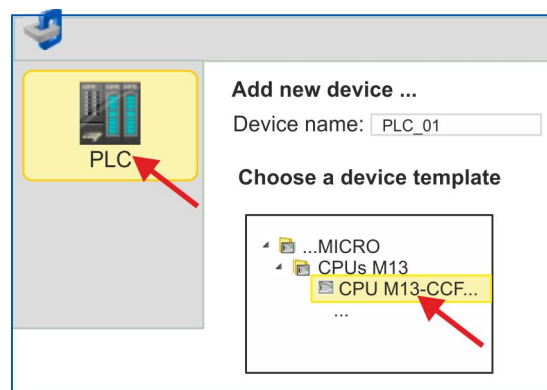 PLC
Add new device ...
Device name: PLC_01
Choose a device template
...MICRO
CPUs M13
CPU M13-CCF...
...